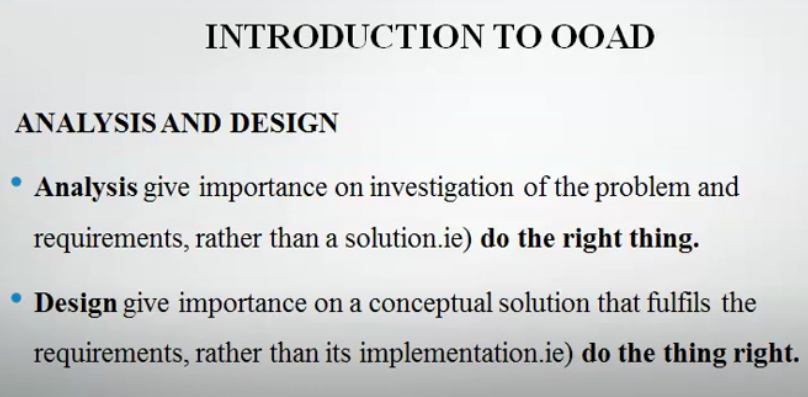 INTRODUCTION TO OOAD
ANALYSIS AND DESIGN
• Analysis give importance on investigation of the problem and
requirements, rather than a solution.ie) do the right thing.
• Design give importance on a conceptual solution that fulfils the
requirements, rather than its implementation.ie) do the thing right.